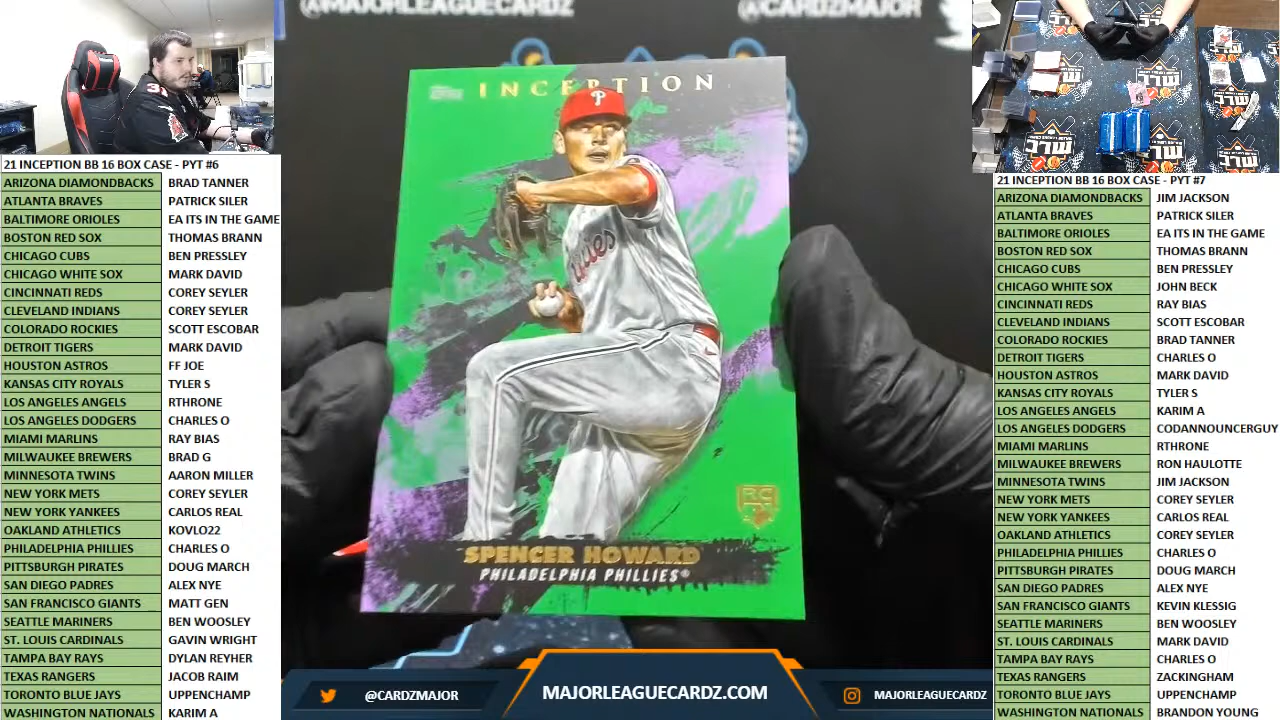 @MAJORLEAGUECARDZ
@CARDZMAJOR
INCEPTION
P
SPENCER HOWARD
PHILADELPHIA PHILLIES®
RC
21 INCEPTION BB 16 BOX CASE - PYT #6
ARIZONA DIAMONDBACKS BRAD TANNER
ATLANTA BRAVES PATRICK SILER
BALTIMORE ORIOLES EA ITS IN THE GAME
BOSTON RED SOX THOMAS BRANN
CHICAGO CUBS BEN PRESSLEY
CHICAGO WHITE SOX MARK DAVID
CINCINNATI REDS COREY SEYLER
CLEVELAND INDIANS COREY SEYLER
COLORADO ROCKIES SCOTT ESCOBAR
DETROIT TIGERS MARK DAVID
HOUSTON ASTROS FF JOE
KANSAS CITY ROYALS TYLER S
LOS ANGELES ANGELS RTHRONE
LOS ANGELES DODGERS CHARLES O
MIAMI MARLINS RAY BIAS
MILWAUKEE BREWERS BRAD G
MINNESOTA TWINS AARON MILLER
NEW YORK METS COREY SEYLER
NEW YORK YANKEES CARLOS REAL
OAKLAND ATHLETICS KOVLO22
PHILADELPHIA PHILLIES CHARLES O
PITTSBURGH PIRATES DOUG MARCH
SAN DIEGO PADRES ALEX NYE
SAN FRANCISCO GIANTS MATT GEN
SEATTLE MARINERS BEN WOOSLEY
ST. LOUIS CARDINALS GAVIN WRIGHT
TAMPA BAY RAYS DYLAN REYHER
TEXAS RANGERS JACOB RAIM
TORONTO BLUE JAYS UPPENCHAMP
WASHINGTON NATIONALS KARIM A
21 INCEPTION BB 16 BOX CASE - PYT #7
ARIZONA DIAMONDBACKS JIM JACKSON
ATLANTA BRAVES PATRICK SILER
BALTIMORE ORIOLES EA ITS IN THE GAME
BOSTON RED SOX THOMAS BRANN
CHICAGO CUBS BEN PRESSLEY
CHICAGO WHITE SOX JOHN BECK
CINCINNATI REDS RAY BIAS
CLEVELAND INDIANS SCOTT ESCOBAR
COLORADO ROCKIES BRAD TANNER
DETROIT TIGERS CHARLES O
HOUSTON ASTROS MARK DAVID
KANSAS CITY ROYALS TYLER S
LOS ANGELES ANGELS KARIM A
LOS ANGELES DODGERS CODANNOUNCERGUY
MIAMI MARLINS RTHRONE
MILWAUKEE BREWERS RON HAULOTTE
MINNESOTA TWINS JIM JACKSON
NEW YORK METS COREY SEYLER
NEW YORK YANKEES CARLOS REAL
OAKLAND ATHLETICS COREY SEYLER
PHILADELPHIA PHILLIES CHARLES O
PITTSBURGH PIRATES DOUG MARCH
SAN DIEGO PADRES ALEX NYE
SAN FRANCISCO GIANTS KEVIN KLESSIG
SEATTLE MARINERS BEN WOOSLEY
ST. LOUIS CARDINALS MARK DAVID
TAMPA BAY RAYS CHARLES O
TEXAS RANGERS ZACKINGHAM
TORONTO BLUE JAYS UPPENCHAMP
WASHINGTON NATIONALS BRANDON YOUNG
@CARDZMAJOR
MAJORLEAGUECARDZ.COM
MAJORLEAGUECARDZ